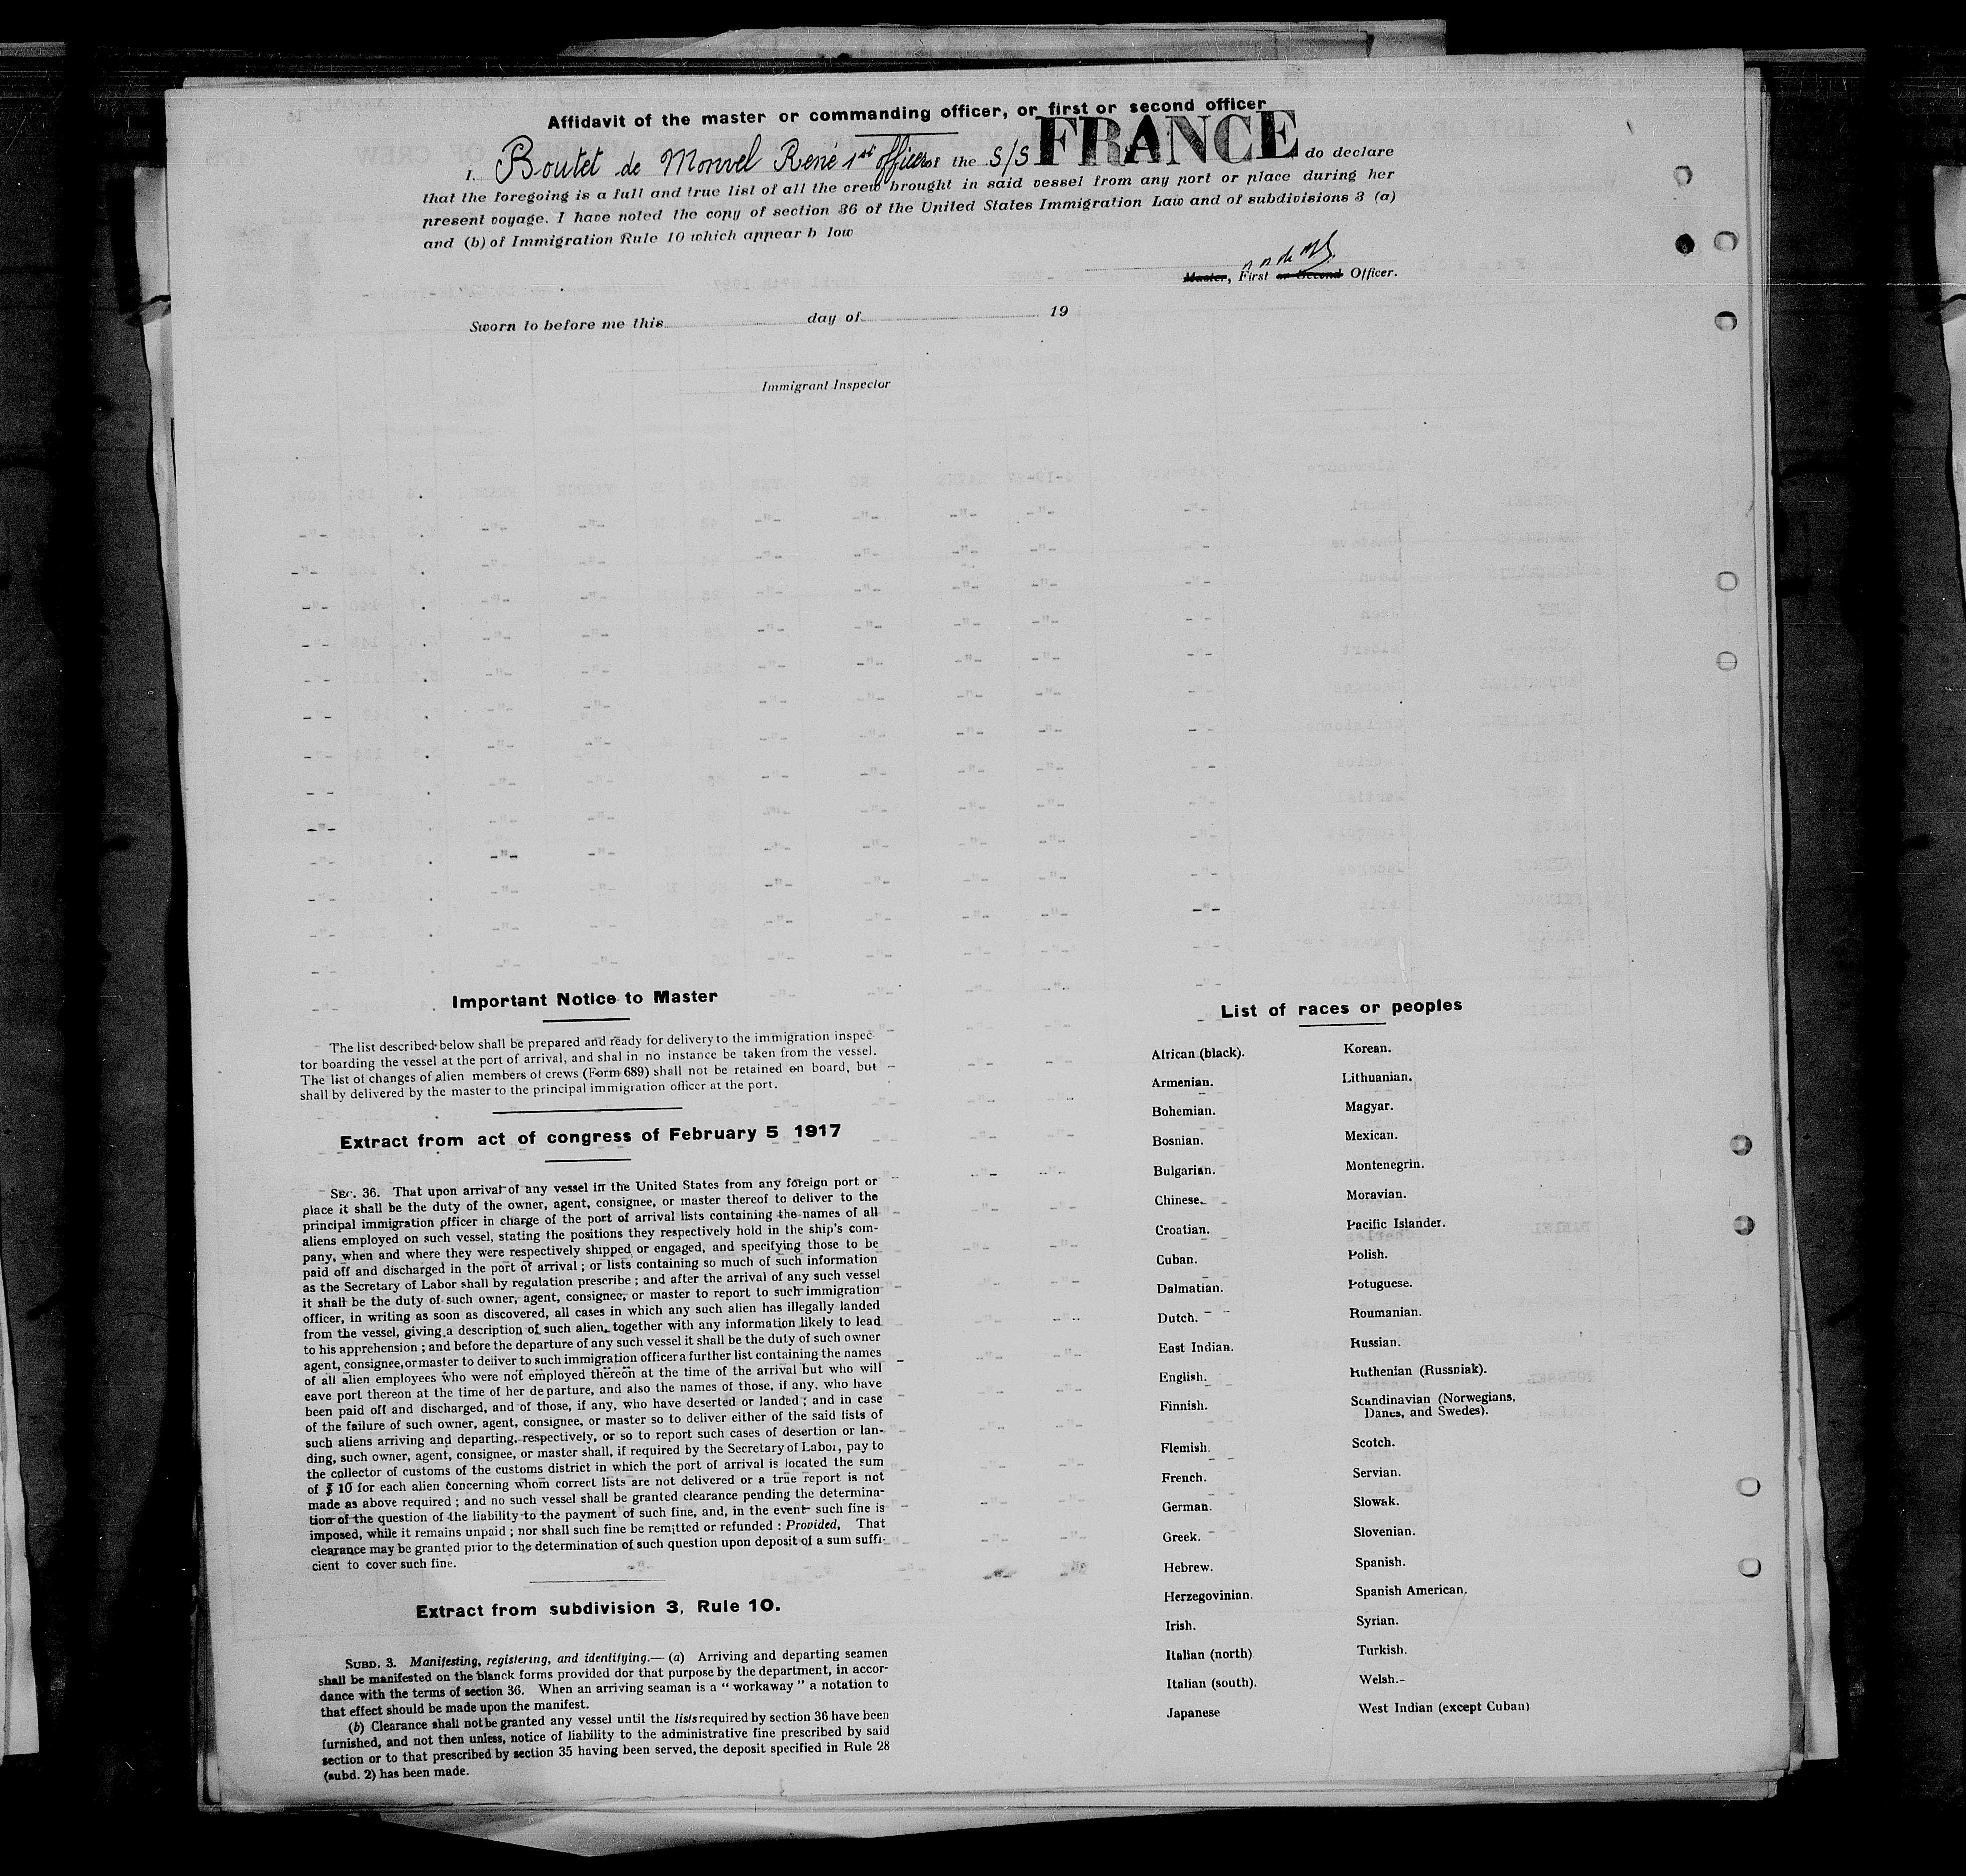 Affidavit of the master or commanding officer, or first or second officer
I, Boutet de Monvel René 1st officer of the S/S FRANCE do declare
that the foregoing is a full and true list of all the crew brought in said vessel from any port or place during her
present voyage. I have noted the copy of section 36 of the United States Immigration Law and of subdivisions 3 (a)
and (b) of Immigration Rule 10 which appear b low
Master, First or Second Officer.
Sworn to before me this day of 19
Immigrant Inspector
Important Notice to Master
The list described below shall be prepared and ready for delivery to the immigration inspec-
tor boarding the vessel at the port of arrival, and shal in no instance be taken from the vessel.
The list of changes of alien members of crews (Form 689) shall not be retained on board, but
shall by delivered by the master to the principal immigration officer at the port.
Extract from act of congress of February 5 1917
SEC. 36. That upon arrival of any vessel in the United States from any foreign port or
place it shall be the duty of the owner, agent, consignee, or master thereof to deliver to the
principal immigration officer in charge of the port of arrival lists containing the names of all
aliens employed on such vessel, stating the positions they respectively hold in the ship's com-
pany, when and where they were respectively shipped or engaged, and specifying those to be
paid off and discharged in the port of arrival ; or lists containing so much of such information
as the Secretary of Labor shall by regulation prescribe ; and after the arrival of any such vessel
it shall be the duty of such owner, agent, consignee, or master to report to such immigration
officer, in writing as soon as discovered, all cases in which any such alien has illegally landed
from the vessel, giving a description of such alien, together with any information likely to lead
to his apprehension ; and before the departure of any such vessel it shall be the duty of such owner
agent, consignee, or master to deliver to such immigration officer a further list containing the names
of all alien employees who were not employed thereon at the time of the arrival but who will
eave port thereon at the time of her departure, and also the names of those, if any, who have
been paid off and discharged, and of those, if any, who have deserted or landed ; and in case
of the failure of such owner, agent, consignee, or master so to deliver either of the said lists of
such aliens arriving and departing, respectively, or so to report such cases of desertion or lan-
ding, such owner, agent, consignee, or master shall, if required by the Secretary of Labor, pay to
the collector of customs of the customs district in which the port of arrival is located the sum
of $ 10 for each alien concerning whom correct lists are not delivered or a true report is not
made as above required ; and no such vessel shall be granted clearance pending the determina-
tion of the question of the liability to the payment of such fine, and, in the event such fine is
imposed, while it remains unpaid ; nor shall such fine be remitted or refunded : Provided, That
clearance may be granted prior to the determination of such question upon deposit of a sum suffi-
cient to cover such fine.
Extract from subdivision 3, Rule 10.
SUBD. 3. Manifesting, registering, and identifying.— (a) Arriving and departing seamen
shall be manifested on the blanck forms provided dor that purpose by the department, in accor-
dance with the terms of section 36. When an arriving seaman is a " workaway " a notation to
that effect should be made upon the manifest.
(b) Clearance shall not be granted any vessel until the lists required by section 36 have been
furnished, and not then unless, notice of liability to the administrative fine prescribed by said
section or to that prescribed by section 35 having been served, the deposit specified in Rule 28
(subd. 2) has been made.
List of races or peoples
African (black).
Armenian.
Bohemian.
Bosnian.
Bulgarian.
Chinese.
Croatian.
Cuban.
Dalmatian.
Dutch.
East Indian.
English.
Finnish.
Flemish.
French.
German.
Greek.
Hebrew.
Herzegovinian.
Irish.
Italian (north)
Italian (south).
Japanese
Korean.
Lithuanian.
Magyar.
Mexican.
Montenegrin.
Moravian.
Pacific Islander.
Polish.
Potuguese.
Roumanian.
Russian.
Ruthenian (Russniak).
Scandinavian (Norwegians,
Danes, and Swedes).
Scotch.
Servian.
Slowak.
Slovenian.
Spanish.
Spanish American.
Syrian.
Turkish.
Welsh.
West Indian (except Cuban)